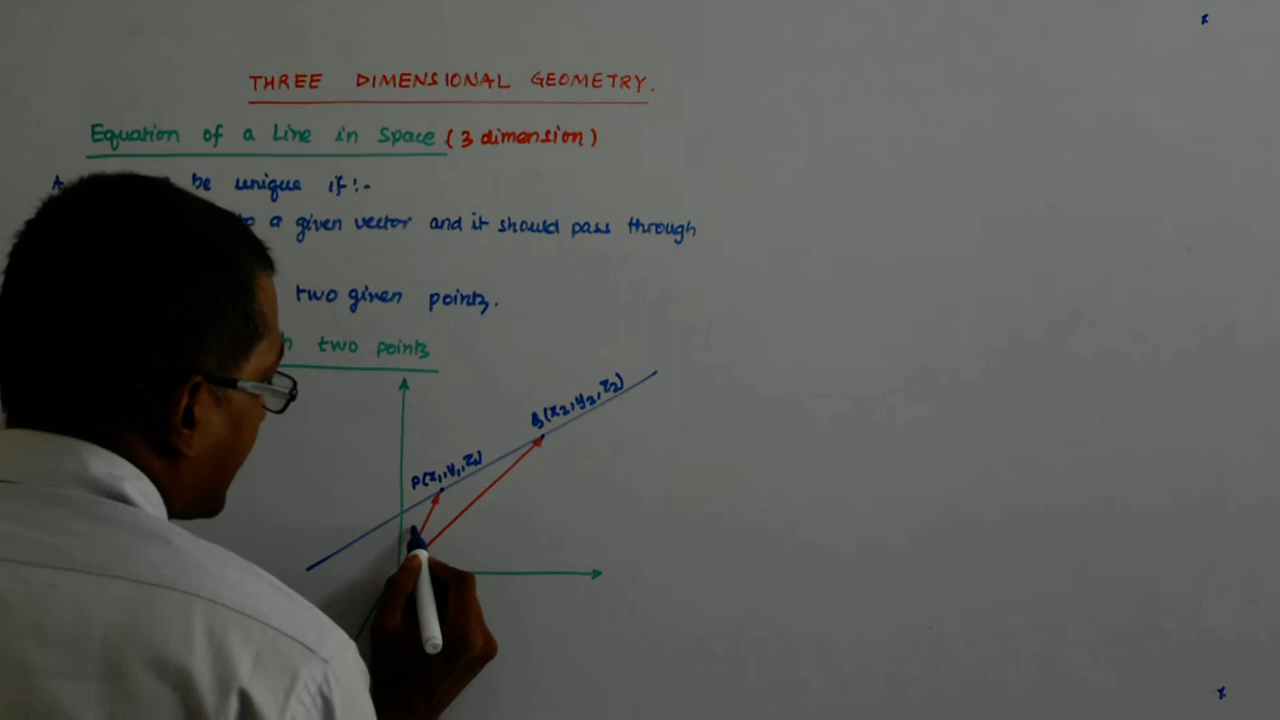 THREE DIMENSIONAL GEOMETRY.
Equation of a Line in Space (3 dimension)
be unique if:-
a given vector and it should pass through
two given points.
two points
Q(x2,y2,z2)
P(x1,y1,z1)